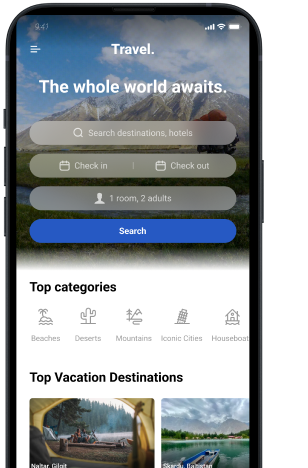 9:41
Travel.
The whole world awaits.
Search destinations, hotels
Check in | Check out
1 room, 2 adults
Search
Top categories
Beaches Deserts Mountains Iconic Cities Houseboat
Top Vacation Destinations
Naltar, Gilgit Skardu, Baltistan